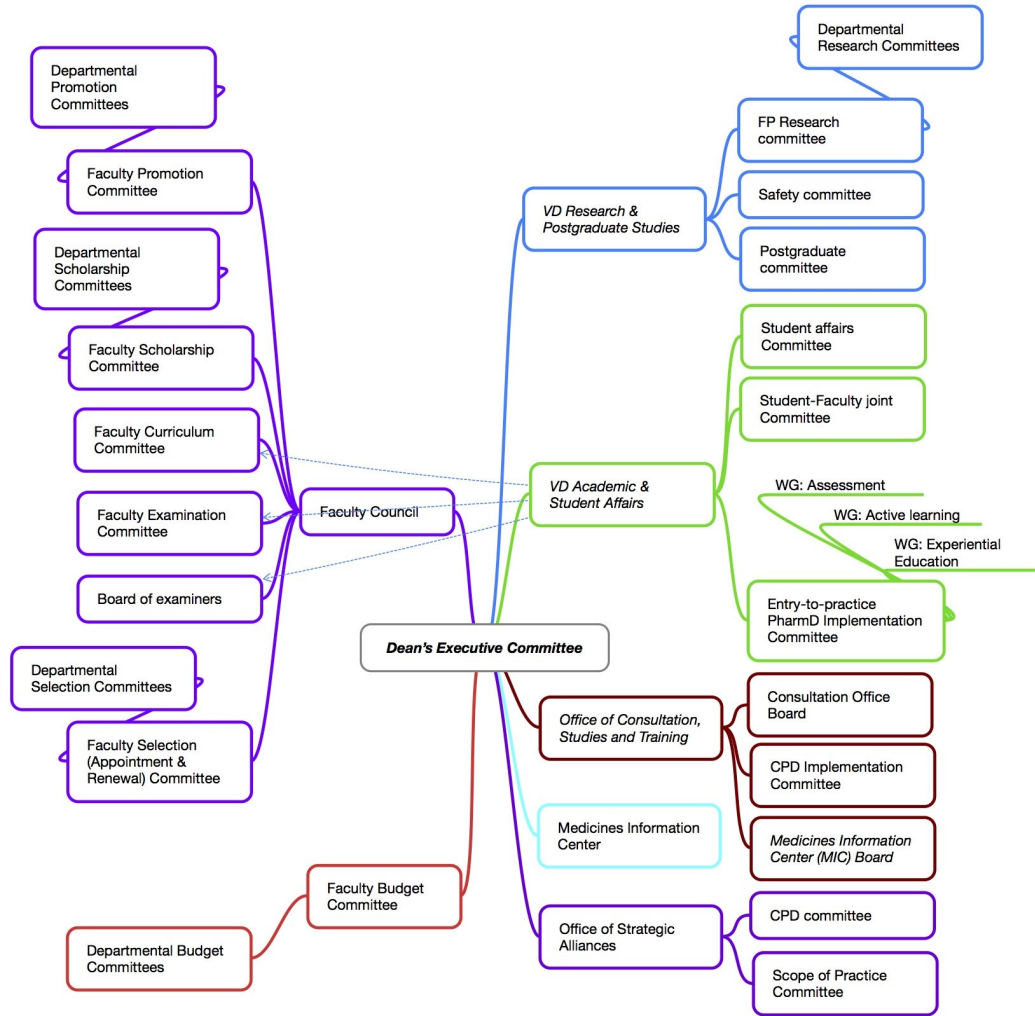 Departmental
Promotion
Committees
Faculty Promotion
Committee
Departmental
Scholarship
Committees
Faculty Scholarship
Committee
Faculty Curriculum
Committee
Faculty Examination
Committee
Board of examiners
Departmental
Selection Committees
Faculty Selection
(Appointment &
Renewal) Committee
Faculty Council
Dean's Executive Committee
Faculty Budget
Committee
Departmental Budget
Committees
Departmental
Research Committees
FP Research
committee
Safety committee
Postgraduate
committee
VD Research &
Postgraduate Studies
Student affairs
Committee
Student-Faculty joint
Committee
VD Academic &
Student Affairs
WG: Assessment
WG: Active learning
WG: Experiential
Education
Entry-to-practice
PharmD Implementation
Committee
Office of Consultation,
Studies and Training
Consultation Office
Board
CPD Implementation
Committee
Medicines Information
Center (MIC) Board
Medicines Information
Center
Office of Strategic
Alliances
CPD committee
Scope of Practice
Committee